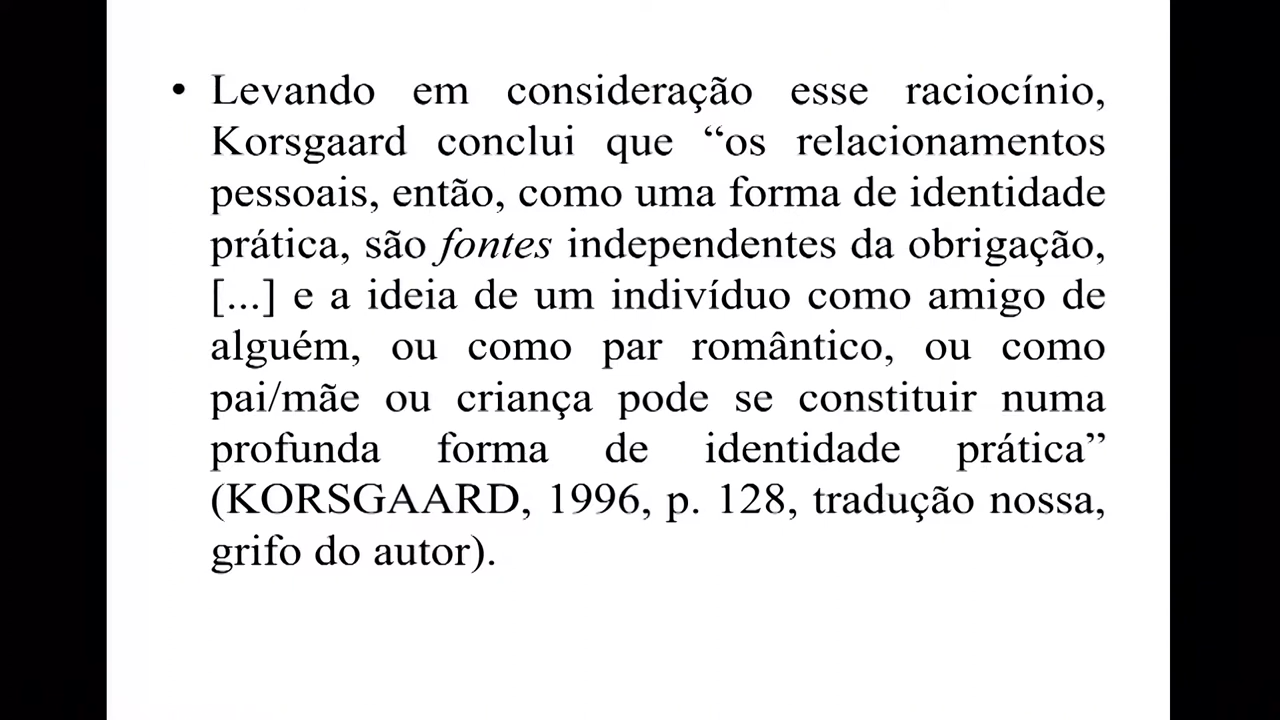 • Levando em consideração esse raciocínio,
Korsgaard conclui que “os relacionamentos
pessoais, então, como uma forma de identidade
prática, são fontes independentes da obrigação,
[...] e a ideia de um indivíduo como amigo de
alguém, ou como par romântico, ou como
pai/mãe ou criança pode se constituir numa
profunda forma de identidade prática”
(KORSGAARD, 1996, p. 128, tradução nossa,
grifo do autor).